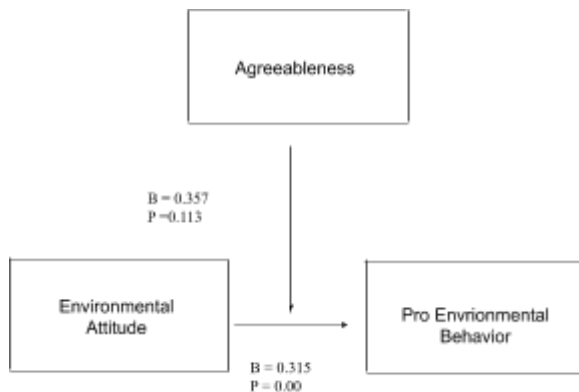 Agreeableness
B = 0.357
P =0.113
Environmental
Attitude
Pro Envrionmental
Behavior
B = 0.315
P = 0.00